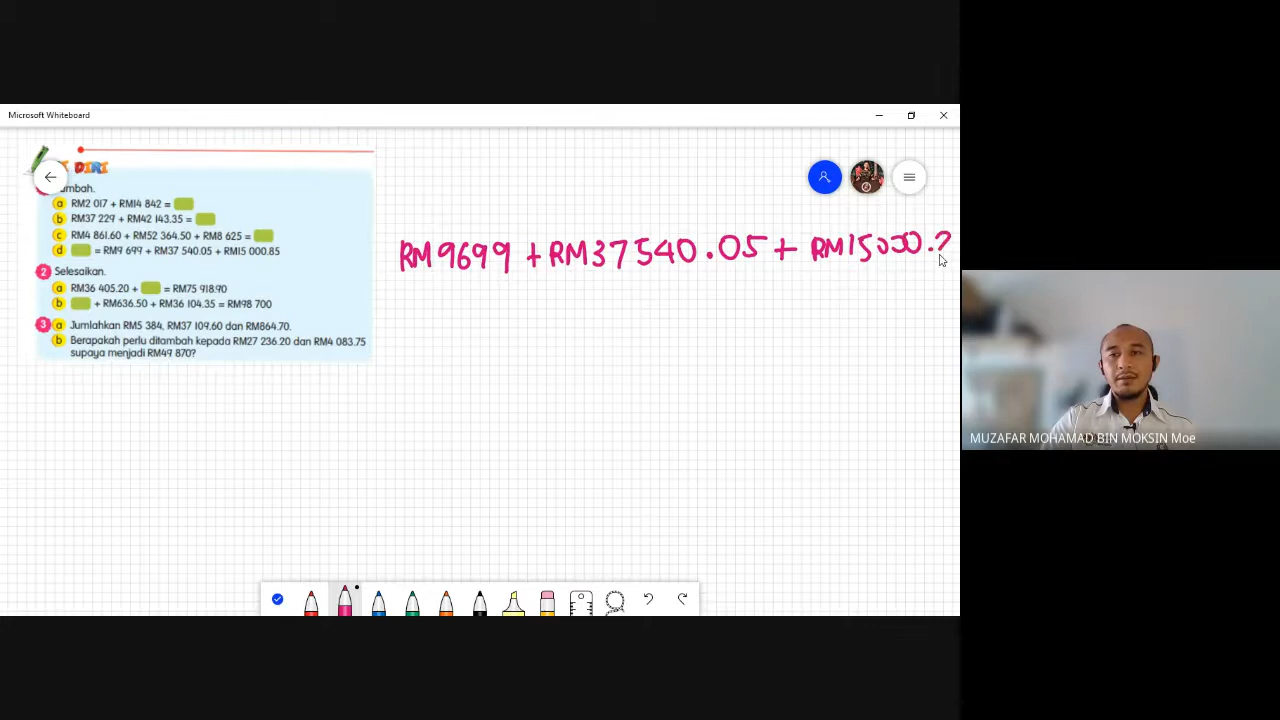 Microsoft Whiteboard
DIRI
mbah.
a RM2 017 + RM14 842 =
b RM37 229 + RM42 143.35 =
c RM4 861.60 + RM52 364.50 + RM8 625 =
d = RM9 699 + RM37 540.05 + RM15 000.85
2 Selesaikan.
a RM36 405.20 + = RM75 918.90
b + RM636.50 + RM36 104.35 = RM98 700
3 a Jumlahkan RM5 384, RM37 109.60 dan RM864.70.
b Berapakah perlu ditambah kepada RM27 236.20 dan RM4 083.75
supaya menjadi RM49 870?
RM9699 + RM37540.05 + RM15000.
MUZAFAR MOHAMAD BIN MOKSIN Moe